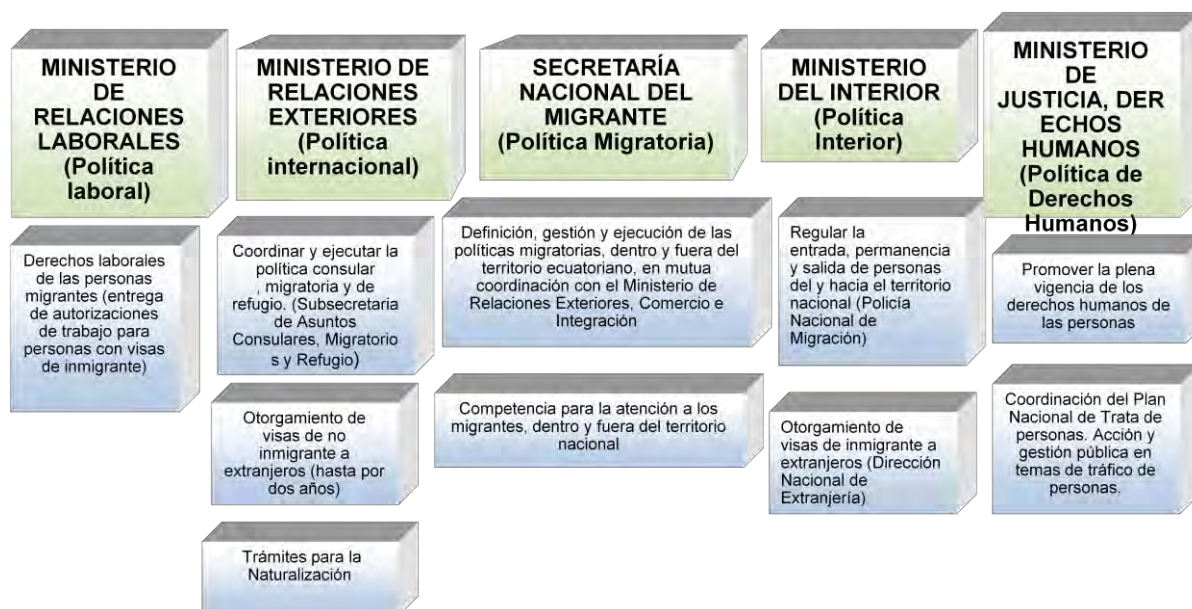 MINISTERIO
DE
RELACIONES
LABORALES
(Política
laboral)
Derechos laborales
de las personas
migrantes (entrega
de autorizaciones
de trabajo para
personas con visas
de inmigrante)
MINISTERIO DE
RELACIONES
EXTERIORES
(Política
internacional)
Coordinar y ejecutar la
política consular
, migratoria y de
refugio. (Subsecretaria
de Asuntos
Consulares, Migratorio
s y Refugio)
Otorgamiento de
visas de no
inmigrante a
extranjeros (hasta por
dos años)
Trámites para la
Naturalización
SECRETARÍA
NACIONAL DEL
MIGRANTE
(Política Migratoria)
Definición, gestión y ejecución de las
políticas migratorias, dentro y fuera del
territorio ecuatoriano, en mutua
coordinación con el Ministerio de
Relaciones Exteriores, Comercio e
Integración
Competencia para la atención a los
migrantes, dentro y fuera del territorio
nacional
MINISTERIO
DEL INTERIOR
(Política
Interior)
Regular la
entrada, permanencia
y salida de personas
del y hacia el territorio
nacional (Policía
Nacional de
Migración)
Otorgamiento de
visas de inmigrante a
extranjeros (Dirección
Nacional de
Extranjería)
MINISTERIO
DE
JUSTICIA, DER
ECHOS
HUMANOS
(Política de
Derechos
Humanos)
Promover la plena
vigencia de los
derechos humanos de
las personas
Coordinación del Plan
Nacional de Trata de
personas. Acción y
gestión pública en
temas de tráfico de
personas.